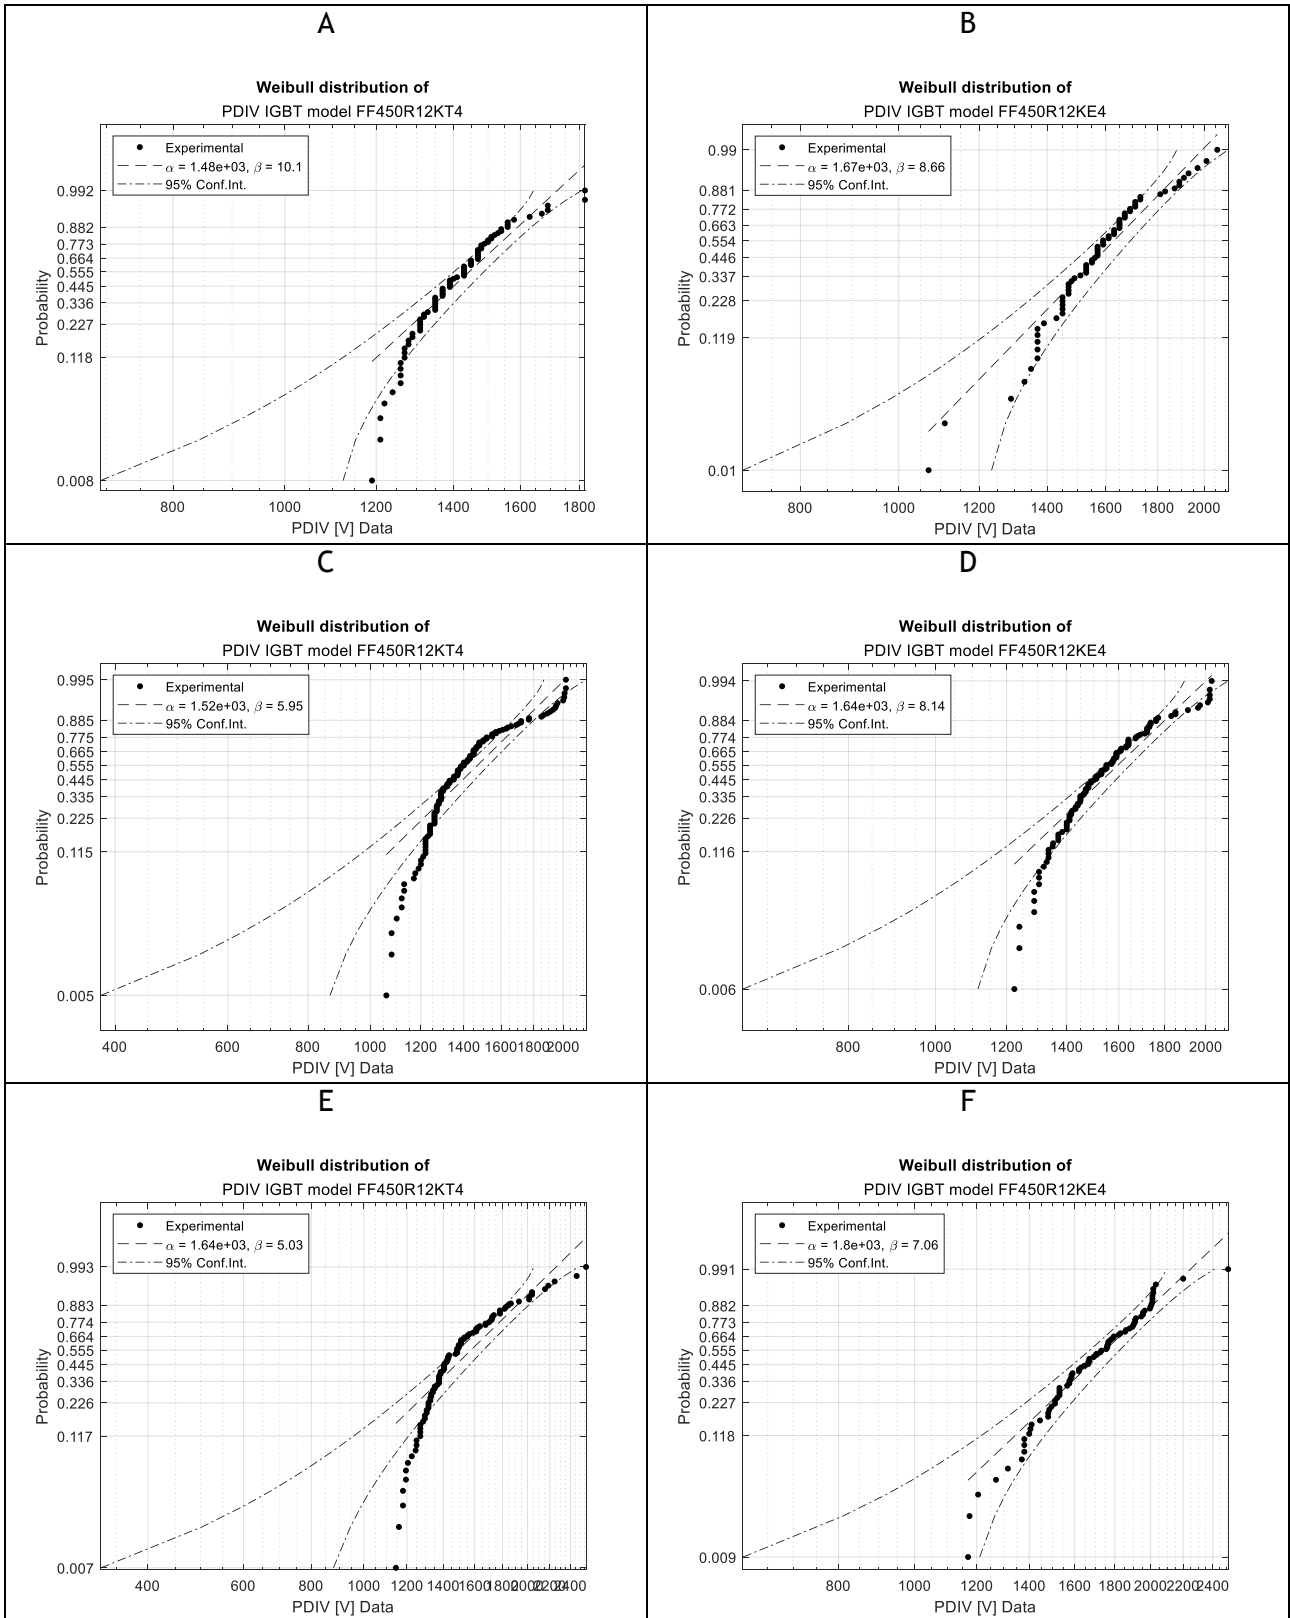 A
Weibull distribution of
PDIV IGBT model FF450R12KT4
Experimental
α = 1.48e+03, β = 10.1
95% Conf.Int.
0.992
0.882
0.773
0.664
0.555
0.445
0.336
0.227
0.118
0.008
Probability
800 1000 1200 1400 1600 1800
PDIV [V] Data
B
Weibull distribution of
PDIV IGBT model FF450R12KE4
Experimental
α = 1.67e+03, β = 8.66
95% Conf.Int.
0.99
0.881
0.772
0.663
0.554
0.446
0.337
0.228
0.119
0.01
Probability
800 1000 1200 1400 1600 1800 2000
PDIV [V] Data
C
Weibull distribution of
PDIV IGBT model FF450R12KT4
Experimental
α = 1.52e+03, β = 5.95
95% Conf.Int.
0.995
0.885
0.775
0.665
0.555
0.445
0.335
0.225
0.115
0.005
Probability
400 600 800 1000 1200 1400 1600 1800 2000
PDIV [V] Data
D
Weibull distribution of
PDIV IGBT model FF450R12KE4
Experimental
α = 1.64e+03, β = 8.14
95% Conf.Int.
0.994
0.884
0.774
0.665
0.555
0.445
0.335
0.226
0.116
0.006
Probability
800 1000 1200 1400 1600 1800 2000
PDIV [V] Data
E
Weibull distribution of
PDIV IGBT model FF450R12KT4
Experimental
α = 1.64e+03, β = 5.03
95% Conf.Int.
0.993
0.883
0.774
0.664
0.555
0.445
0.336
0.226
0.117
0.007
Probability
400 600 800 1000 1200 1400 1600 1800 2000 2200 2400
PDIV [V] Data
F
Weibull distribution of
PDIV IGBT model FF450R12KE4
Experimental
α = 1.8e+03, β = 7.06
95% Conf.Int.
0.991
0.882
0.773
0.664
0.555
0.445
0.336
0.227
0.118
0.009
Probability
800 1000 1200 1400 1600 1800 2000 2200 2400
PDIV [V] Data